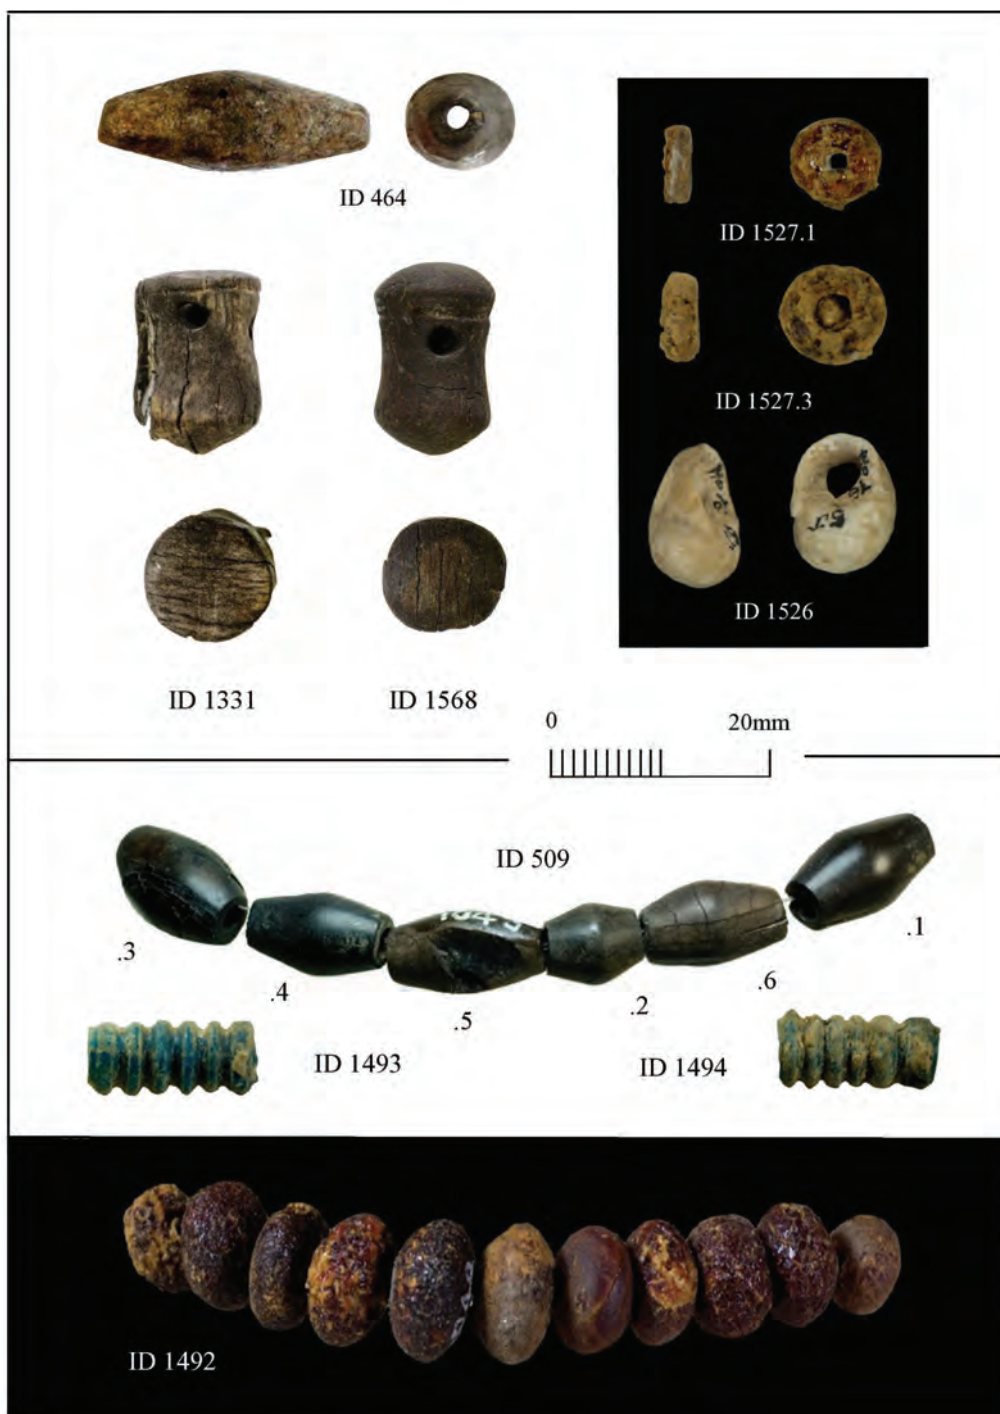 ID 464
ID 1527.1
ID 1527.3
ID 1526
ID 1331
ID 1568
0
20mm
ID 509
.3
.4
.5
.2
.6
.1
ID 1493
ID 1494
ID 1492